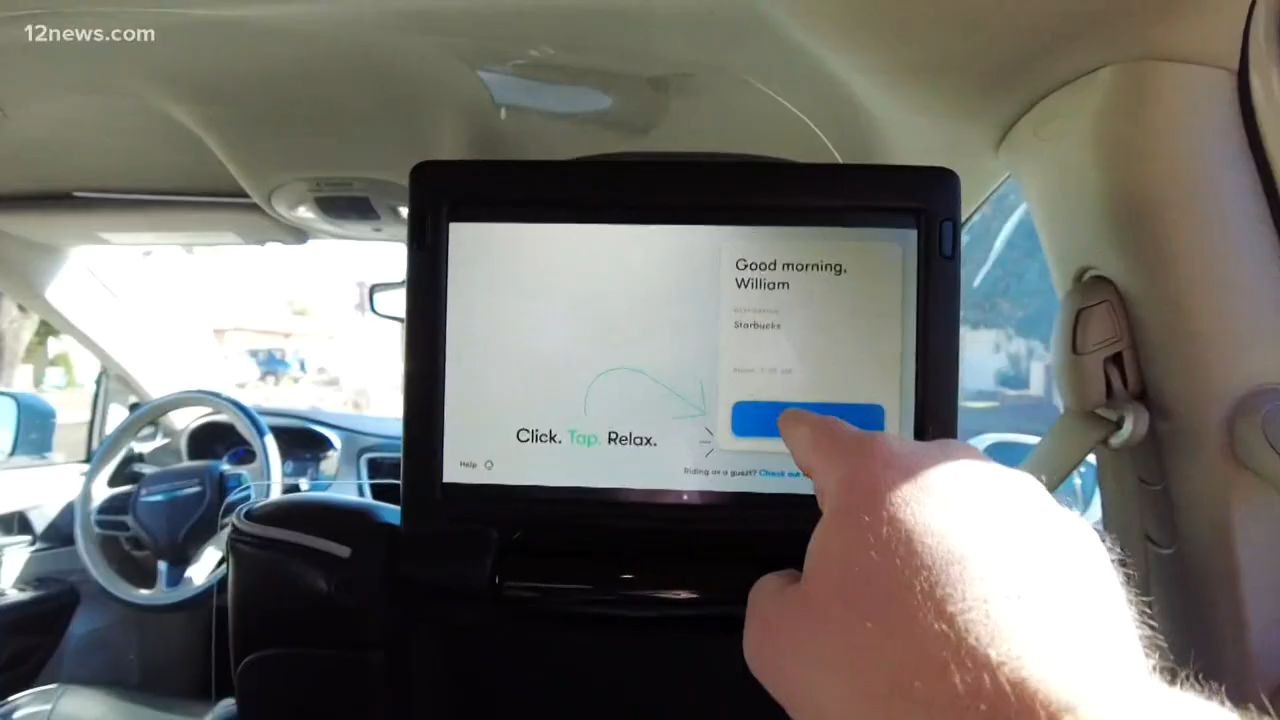 12news.com
Good morning,
William
Starbucks
Click. Tap. Relax.
Help
Riding as a guest? Check out